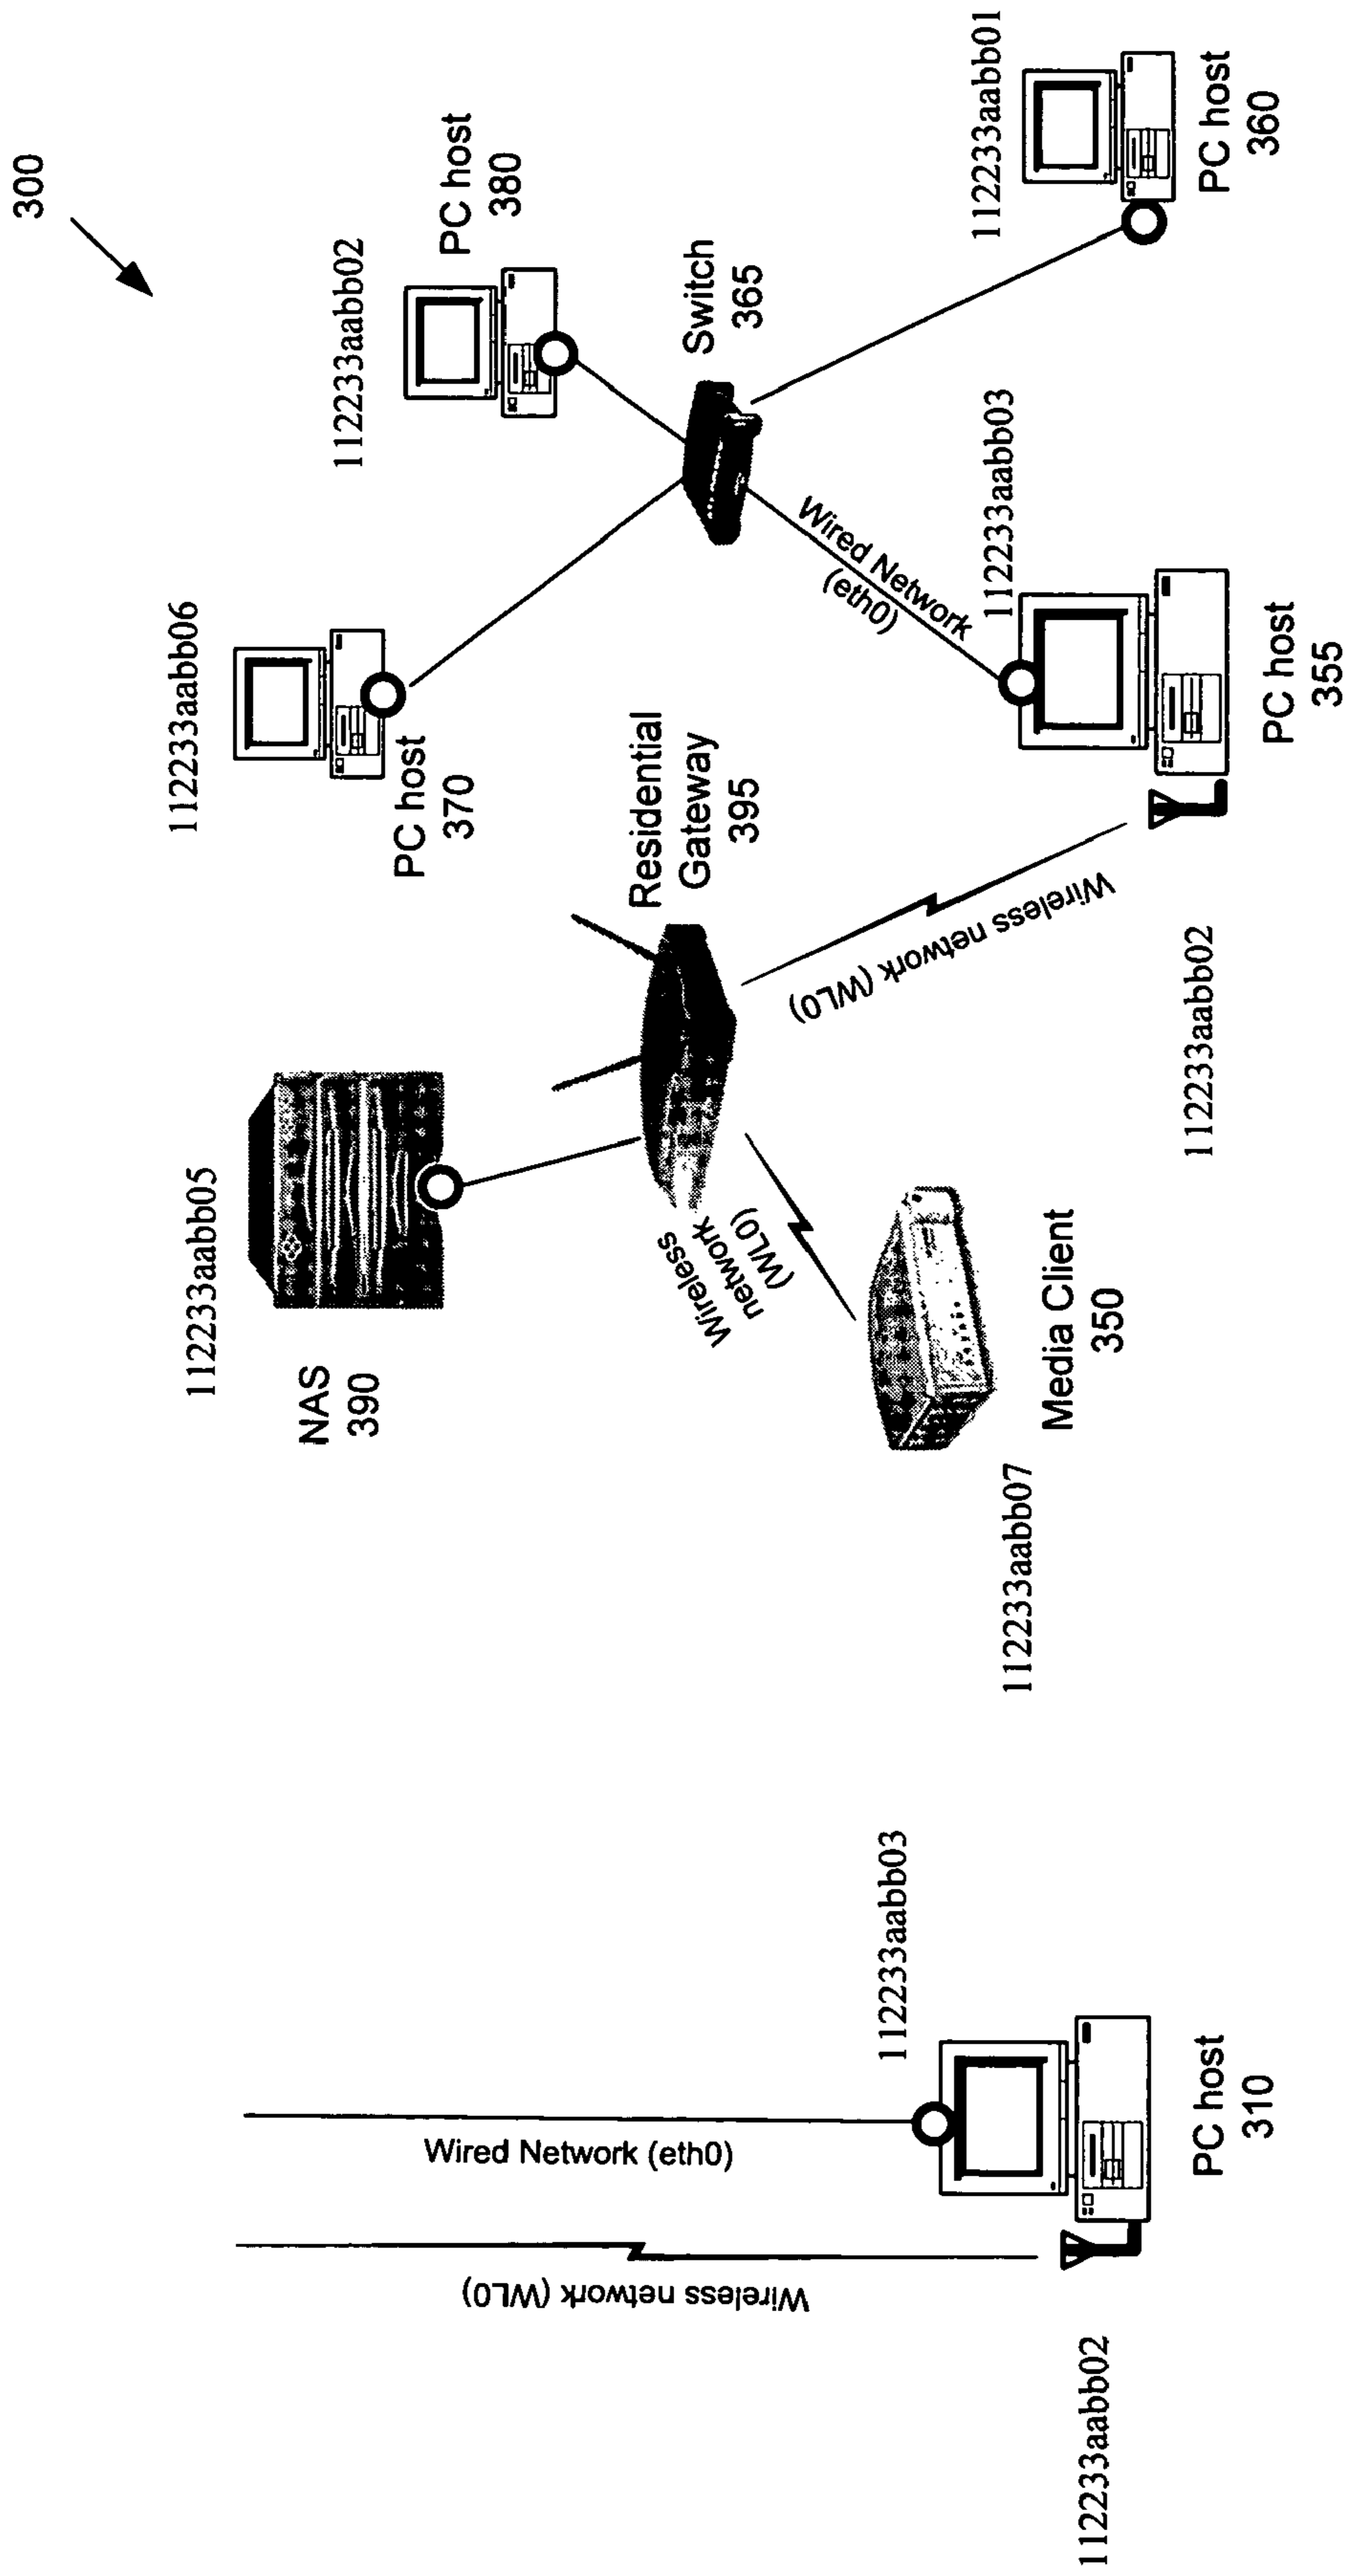 300
112233aabb06
PC host
370
112233aabb02
PC host
380
112233aabb05
NAS
390
Residential
Gateway
395
Switch
365
Wired Network
(eth0)
112233aabb01
PC host
360
112233aabb03
PC host
355
112233aabb02
Wireless network (WL0)
Wireless
network
(WL0)
Media Client
350
112233aabb07
Wireless network (WL0)
Wired Network (eth0)
112233aabb03
PC host
310
112233aabb02